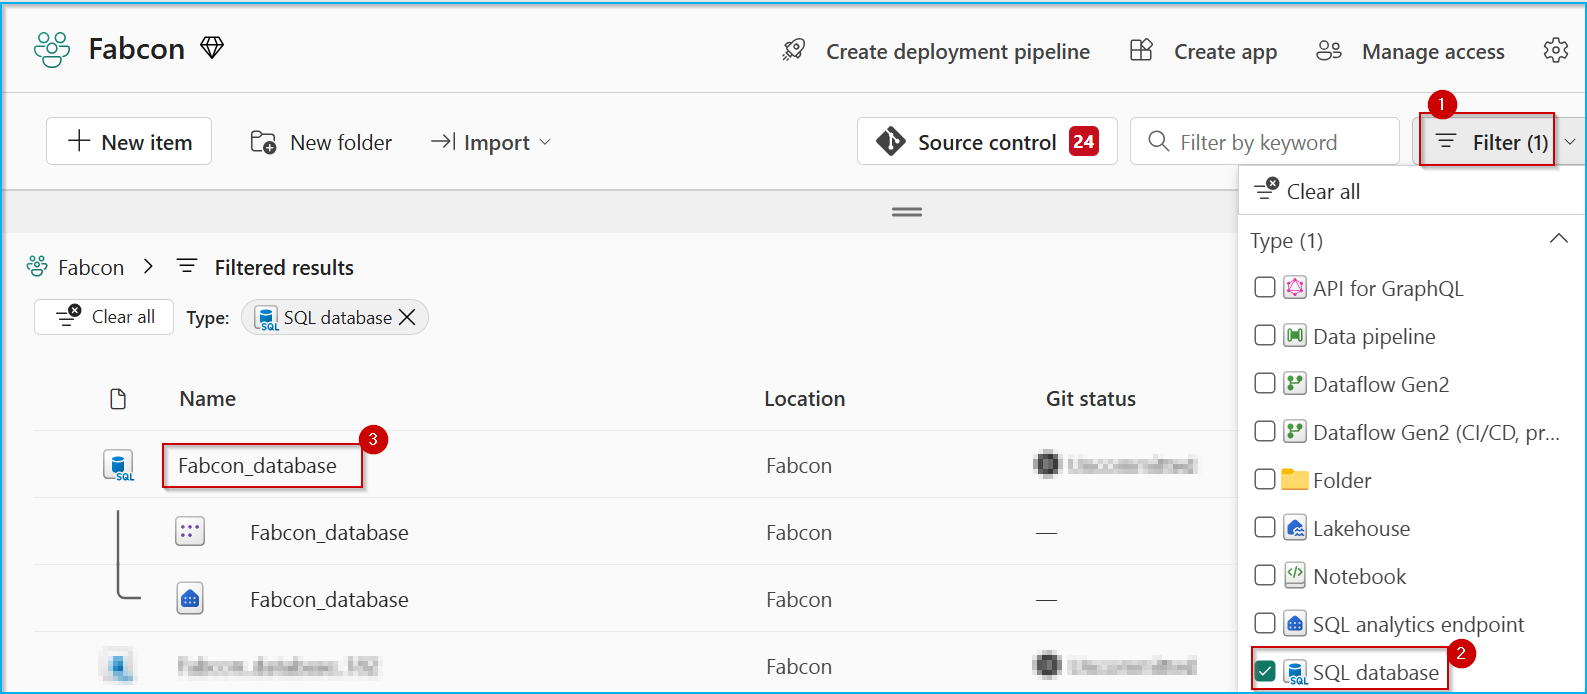 Fabcon
Create deployment pipeline
Create app
Manage access
1
New item
New folder
Import
Source control 24
Filter by keyword
Filter (1)
Clear all
Type (1)
API for GraphQL
Data pipeline
Dataflow Gen2
Dataflow Gen2 (CI/CD, pr...
Folder
Lakehouse
Notebook
SQL analytics endpoint
2
SQL database
Fabcon > Filtered results
Clear all Type: SQL database
Name Location Git status
3
Fabcon_database Fabcon
Fabcon_database Fabcon —
Fabcon_database Fabcon —
Fabcon